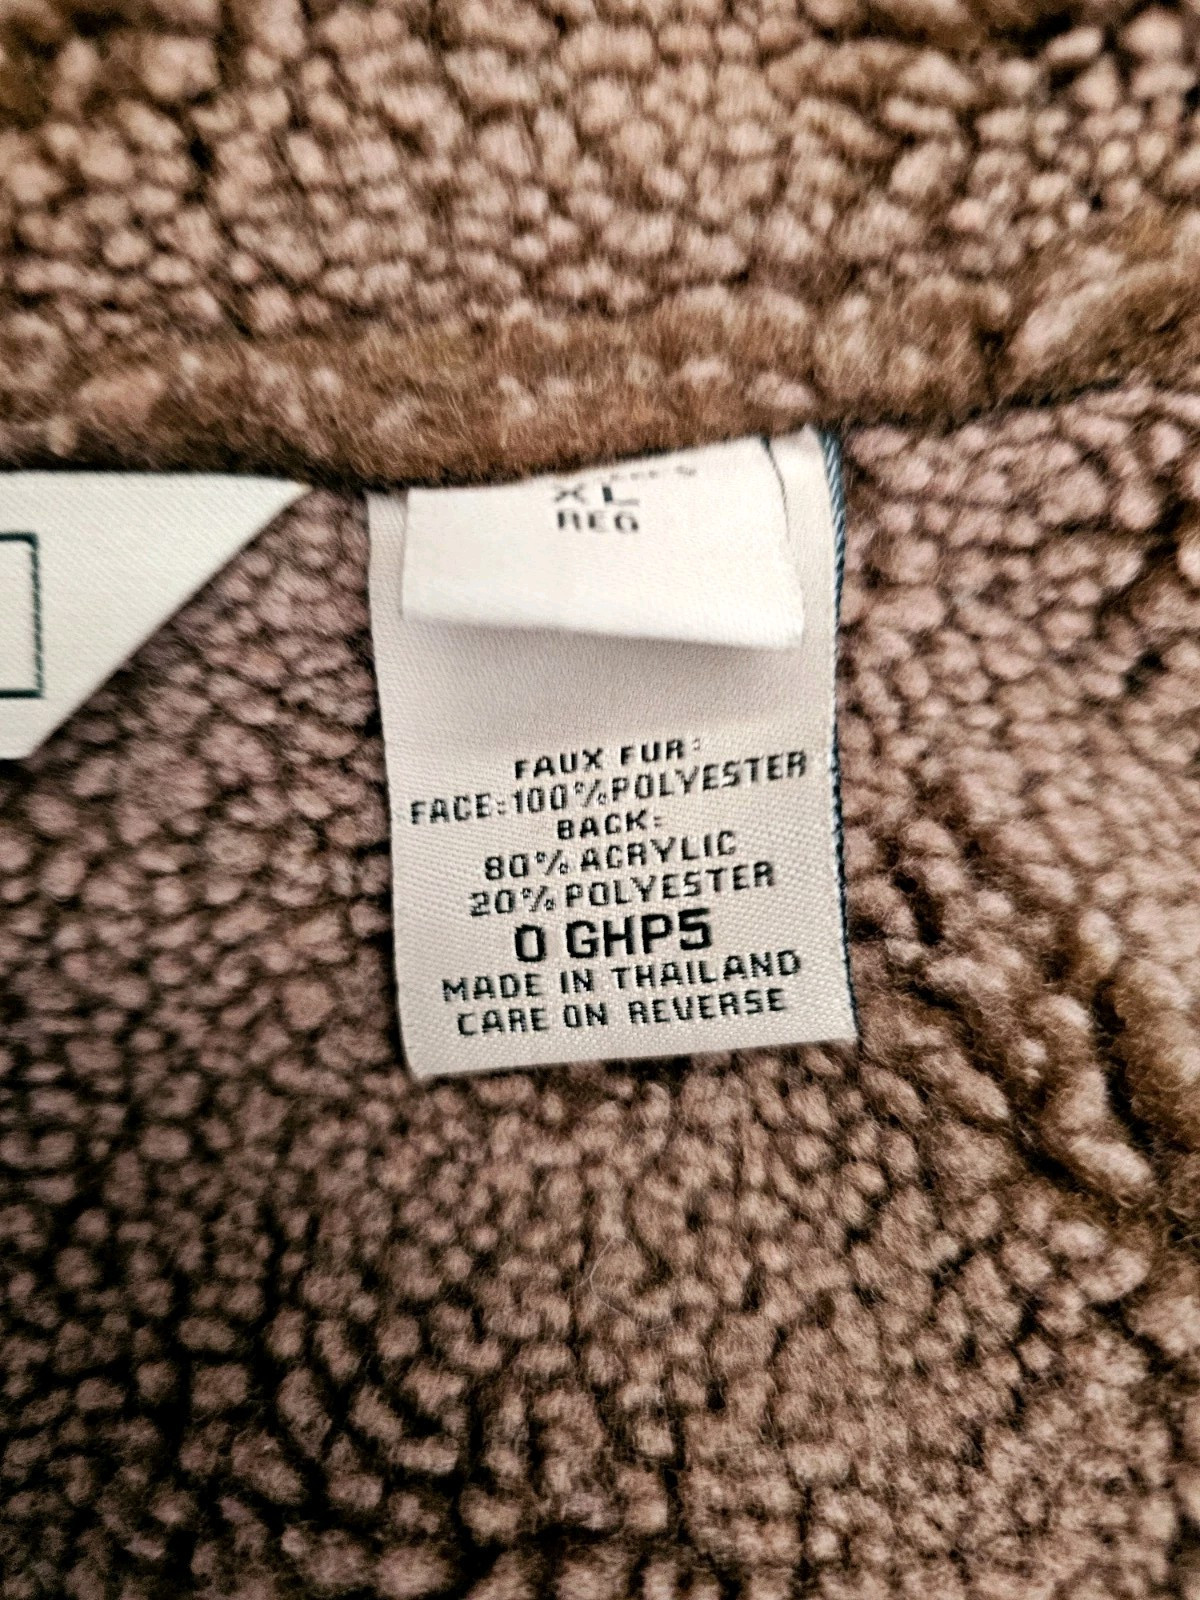 XL
REG
FAUX FUR:
FACE:100%POLYESTER
BACK:
80% ACRYLIC
20% POLYESTER
0 GHP5
MADE IN THAILAND
CARE ON REVERSE